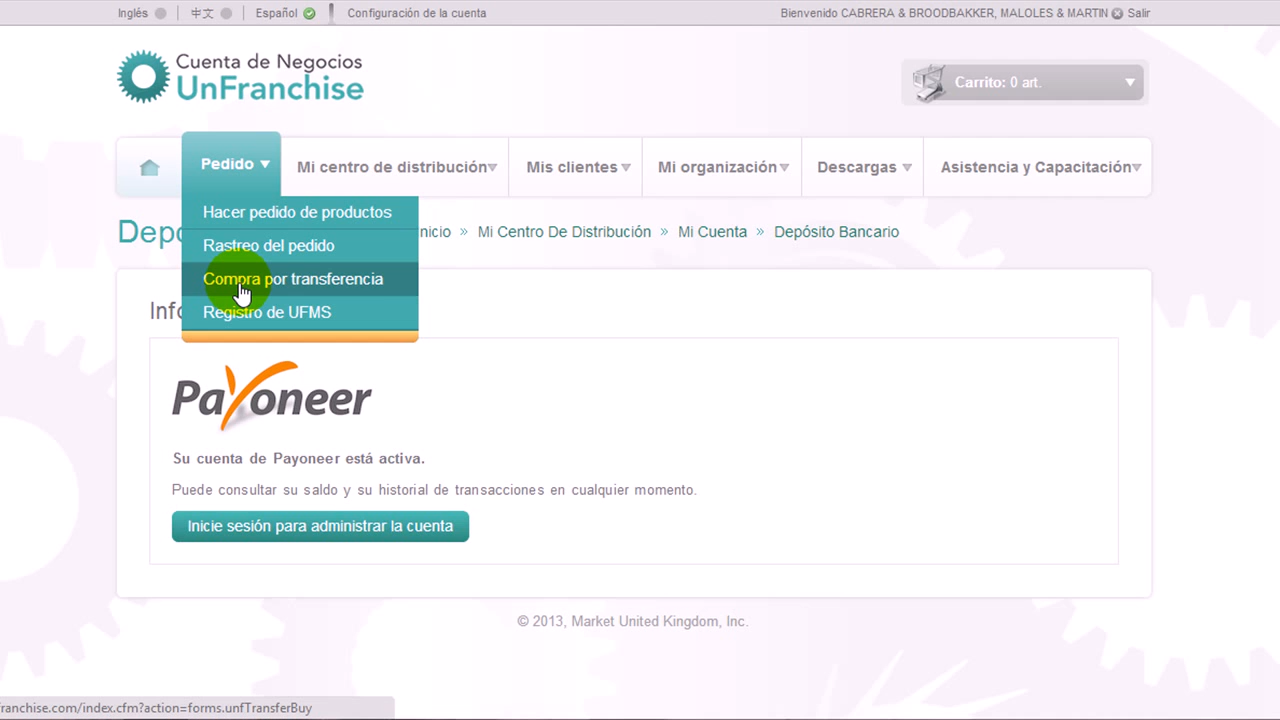 Inglés 中文 Español Configuración de la cuenta Bienvenido CABRERA & BROODBAKKER, MALOLES & MARTIN Salir
Cuenta de Negocios
UnFranchise
Carrito: 0 art.
Pedido Mi centro de distribución Mis clientes Mi organización Descargas Asistencia y Capacitación
Hacer pedido de productos
Depó nicio » Mi Centro De Distribución » Mi Cuenta » Depósito Bancario
Rastreo del pedido
Compra por transferencia
Info
Registro de UFMS
Payoneer
Su cuenta de Payoneer está activa.
Puede consultar su saldo y su historial de transacciones en cualquier momento.
Inicie sesión para administrar la cuenta
© 2013, Market United Kingdom, Inc.
franchise.com/index.cfm?action=forms.unfTransferBuy